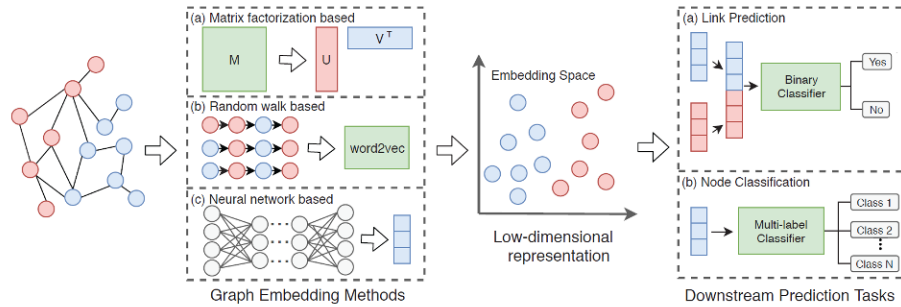 (a) Matrix factorization based
M
U
V^T
(b) Random walk based
word2vec
(c) Neural network based
Graph Embedding Methods
Embedding Space
Low-dimensional
representation
(a) Link Prediction
Binary
Classifier
Yes
No
(b) Node Classification
Multi-label
Classifier
Class 1
Class 2
Class N
Downstream Prediction Tasks